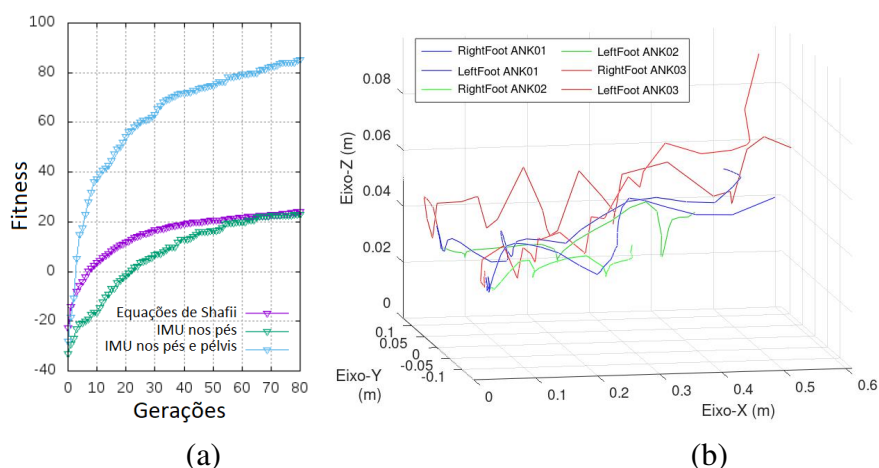 100
80
60
40
20
0
-20
-40
0 10 20 30 40 50 60 70 80
Fitness
Gerações
Equações de Shafii
IMU nos pés
IMU nos pés e pélvis
(a)
RightFoot ANK01
LeftFoot ANK01
RightFoot ANK02
LeftFoot ANK02
RightFoot ANK03
LeftFoot ANK03
0.08
0.06
0.04
0.02
0
Eixo-Z (m)
0.1
0.05
0
-0.05
-0.1
Eixo-Y
(m)
0 0.1 0.2 0.3 0.4 0.5 0.6
Eixo-X (m)
(b)